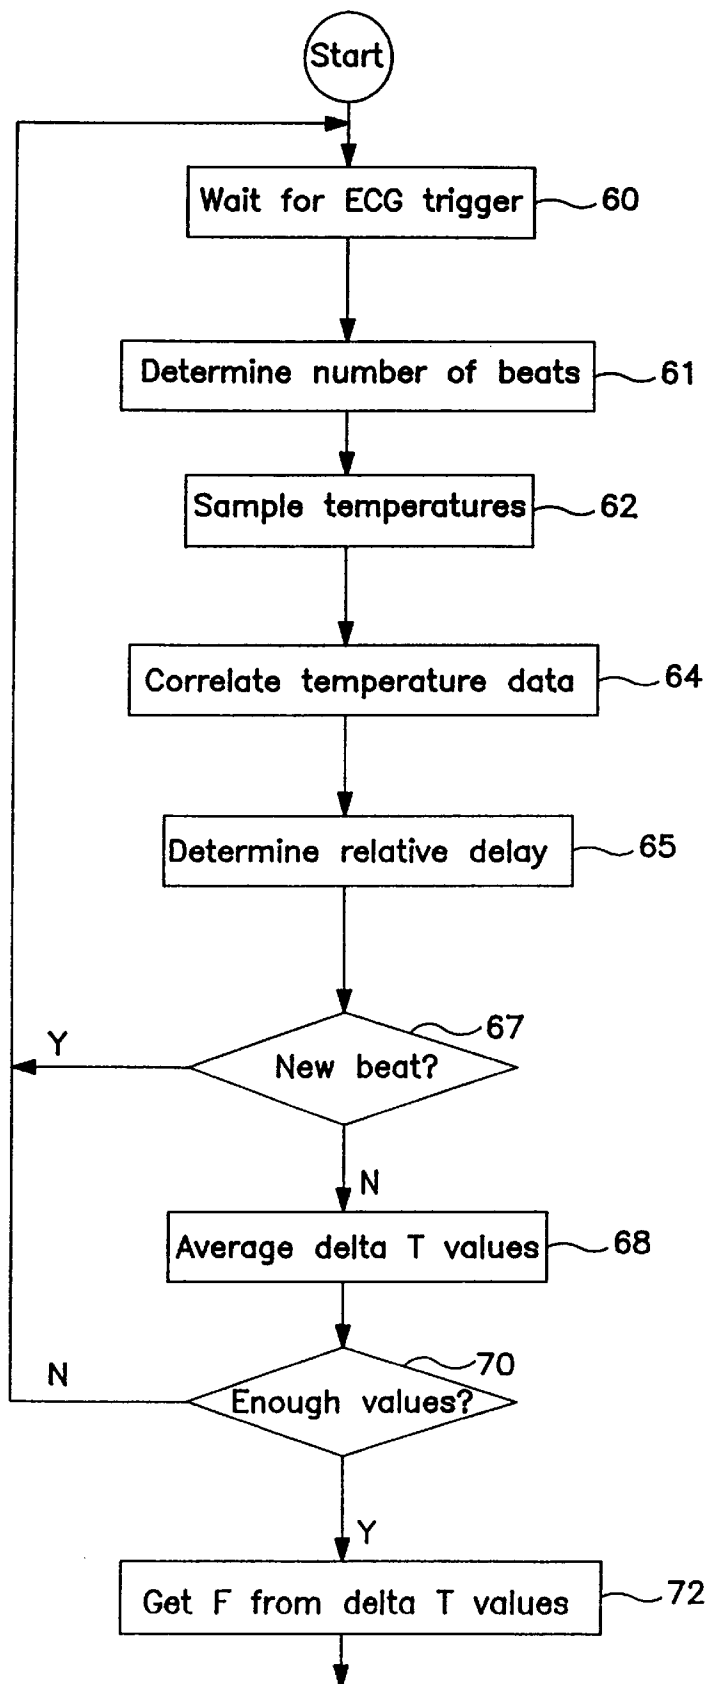 Start
Wait for ECG trigger
60
Determine number of beats
61
Sample temperatures
62
Correlate temperature data
64
Determine relative delay
65
67
Y
New beat?
N
Average delta T values
68
70
N
Enough values?
Y
Get F from delta T values
72